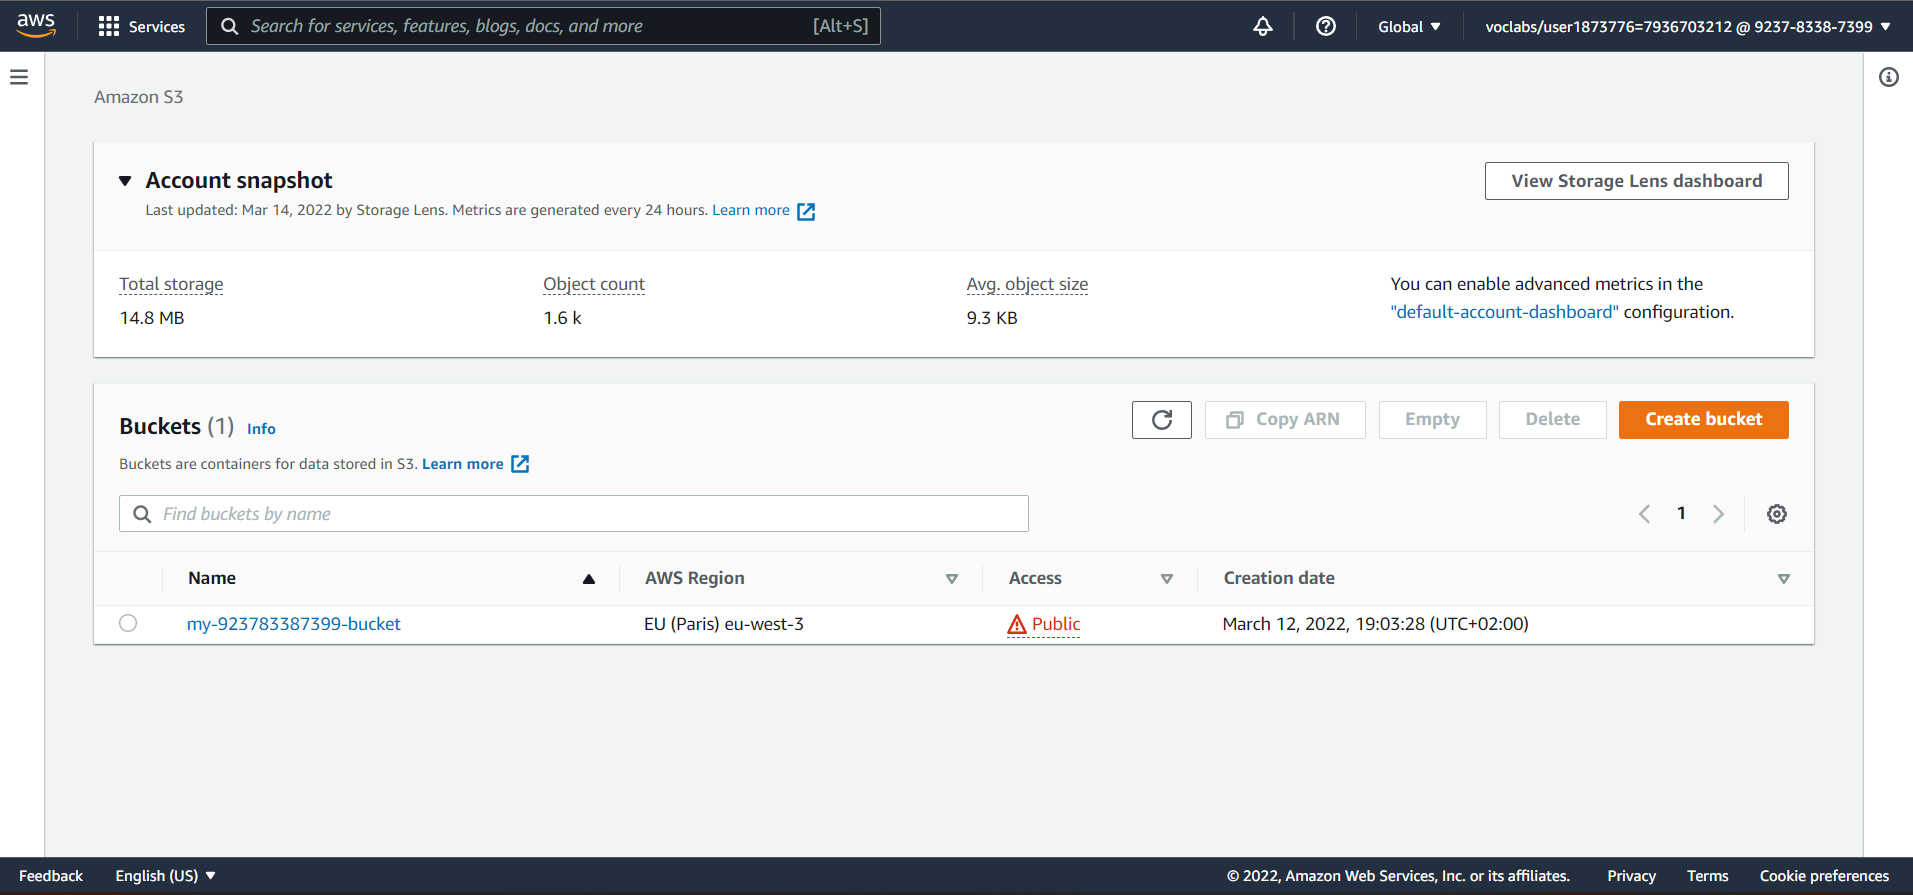 aws Services Search for services, features, blogs, docs, and more [Alt+S] Global voclabs/user1873776=7936703212 @ 9237-8338-7399
Amazon S3
Account snapshot View Storage Lens dashboard
Last updated: Mar 14, 2022 by Storage Lens. Metrics are generated every 24 hours. Learn more
Total storage Object count Avg. object size You can enable advanced metrics in the
14.8 MB 1.6 k 9.3 KB "default-account-dashboard" configuration.
Buckets (1) Info Copy ARN Empty Delete Create bucket
Buckets are containers for data stored in S3. Learn more
Find buckets by name 1
Name AWS Region Access Creation date
my-923783387399-bucket EU (Paris) eu-west-3 Public March 12, 2022, 19:03:28 (UTC+02:00)
Feedback English (US) © 2022, Amazon Web Services, Inc. or its affiliates. Privacy Terms Cookie preferences